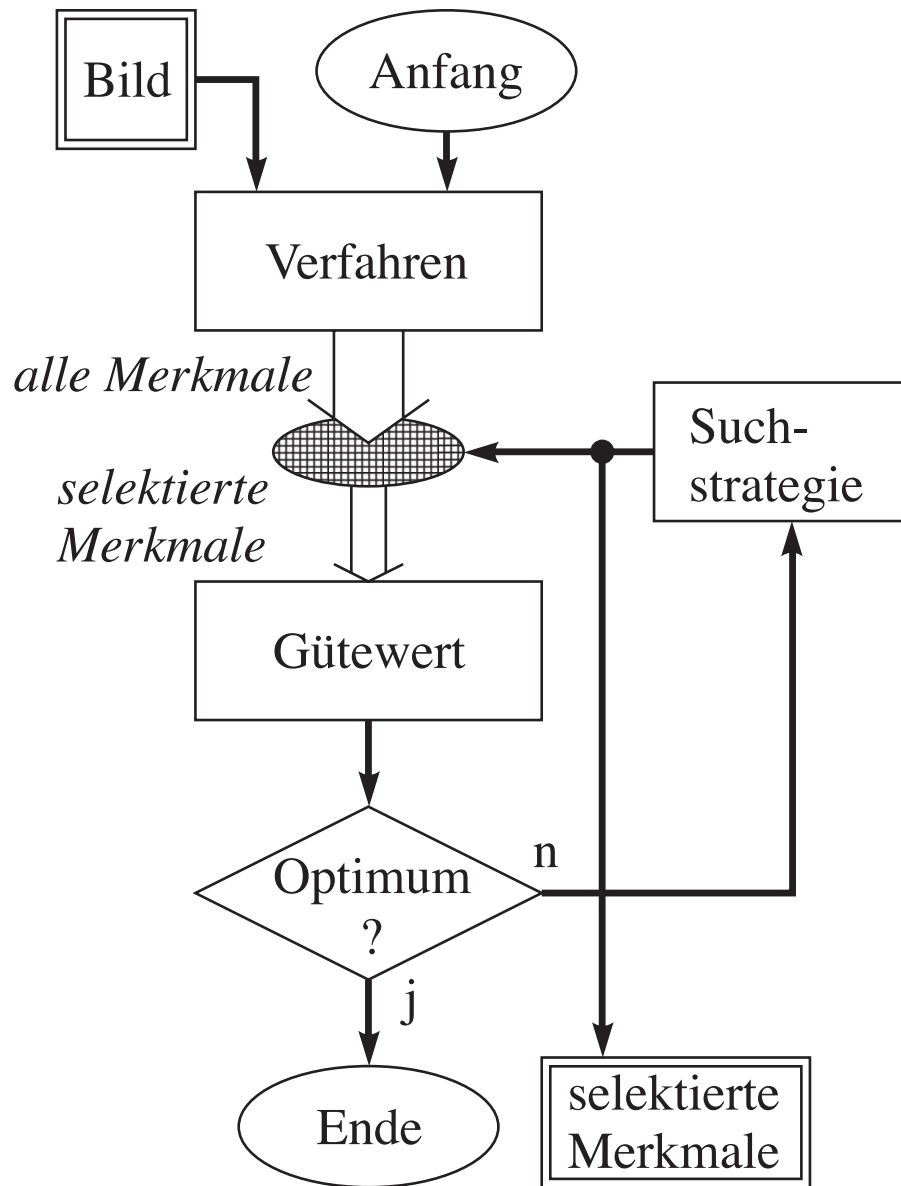 Bild
Anfang
Verfahren
alle Merkmale
Such-
strategie
selektierte
Merkmale
Gütewert
Optimum
?
n
j
Ende
selektierte
Merkmale